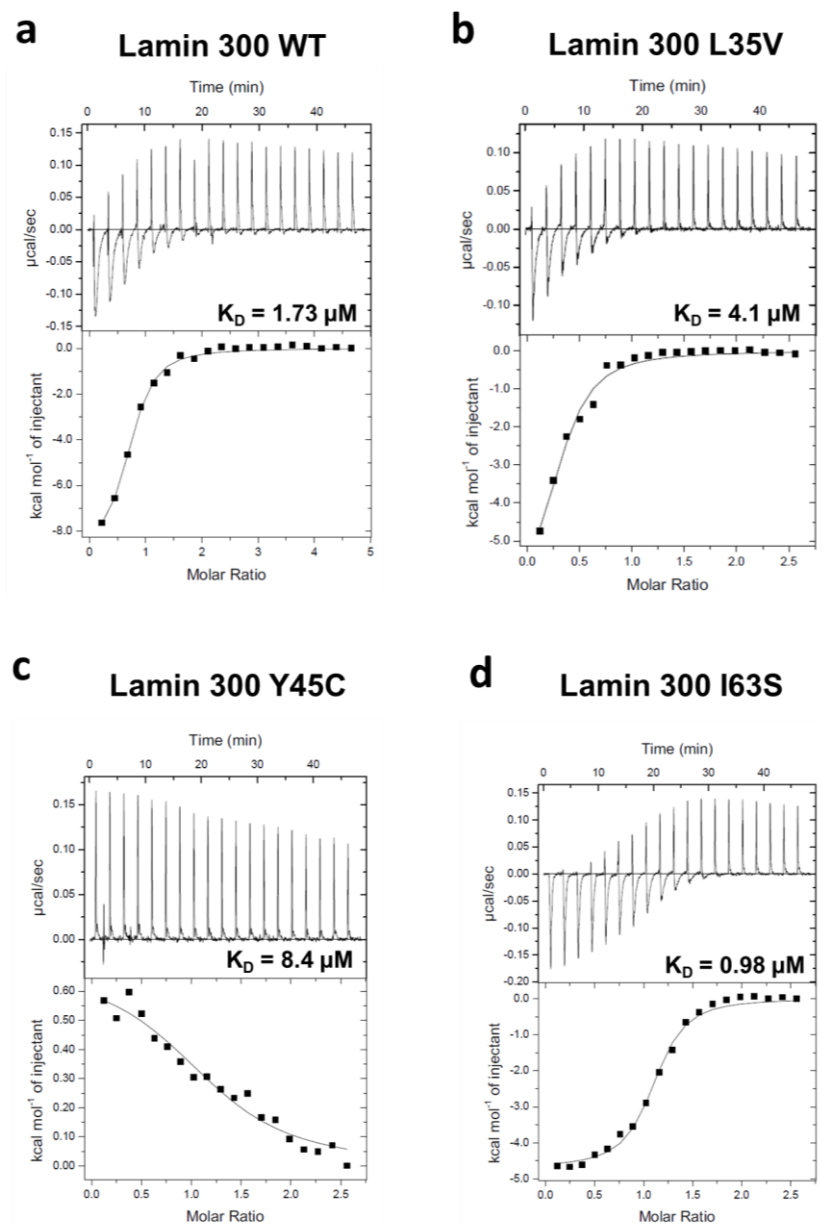 a
Lamin 300 WT
Time (min)
0 10 20 30 40
0.15
0.10
0.05
0.00
-0.05
-0.10
-0.15
µcal/sec
K_D = 1.73 µM
0.0
-2.0
-4.0
-6.0
-8.0
kcal mol⁻¹ of injectant
0 1 2 3 4 5
Molar Ratio
b
Lamin 300 L35V
Time (min)
0 10 20 30 40
0.10
0.05
0.00
-0.05
-0.10
µcal/sec
K_D = 4.1 µM
0.0
-1.0
-2.0
-3.0
-4.0
-5.0
kcal mol⁻¹ of injectant
0.0 0.5 1.0 1.5 2.0 2.5
Molar Ratio
c
Lamin 300 Y45C
Time (min)
0 10 20 30 40
0.15
0.10
0.05
0.00
µcal/sec
K_D = 8.4 µM
0.60
0.50
0.40
0.30
0.20
0.10
0.00
kcal mol⁻¹ of injectant
0.0 0.5 1.0 1.5 2.0 2.5
Molar Ratio
d
Lamin 300 I63S
Time (min)
0 10 20 30 40
0.15
0.10
0.05
0.00
-0.05
-0.10
-0.15
-0.20
µcal/sec
K_D = 0.98 µM
0.0
-1.0
-2.0
-3.0
-4.0
-5.0
kcal mol⁻¹ of injectant
0.0 0.5 1.0 1.5 2.0 2.5
Molar Ratio